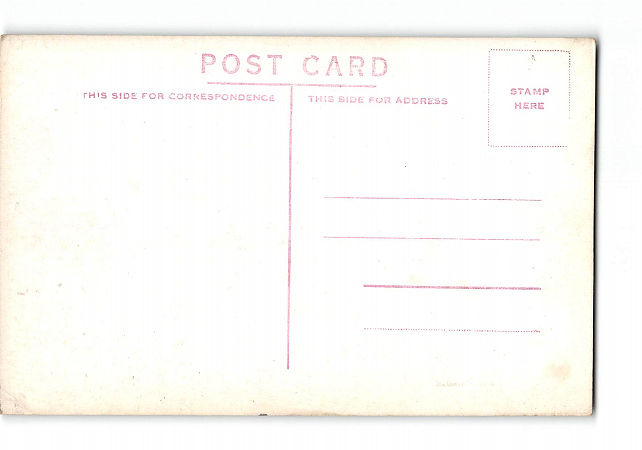 POST CARD
THIS SIDE FOR CORRESPONDENCE
THIS SIDE FOR ADDRESS
STAMP
HERE